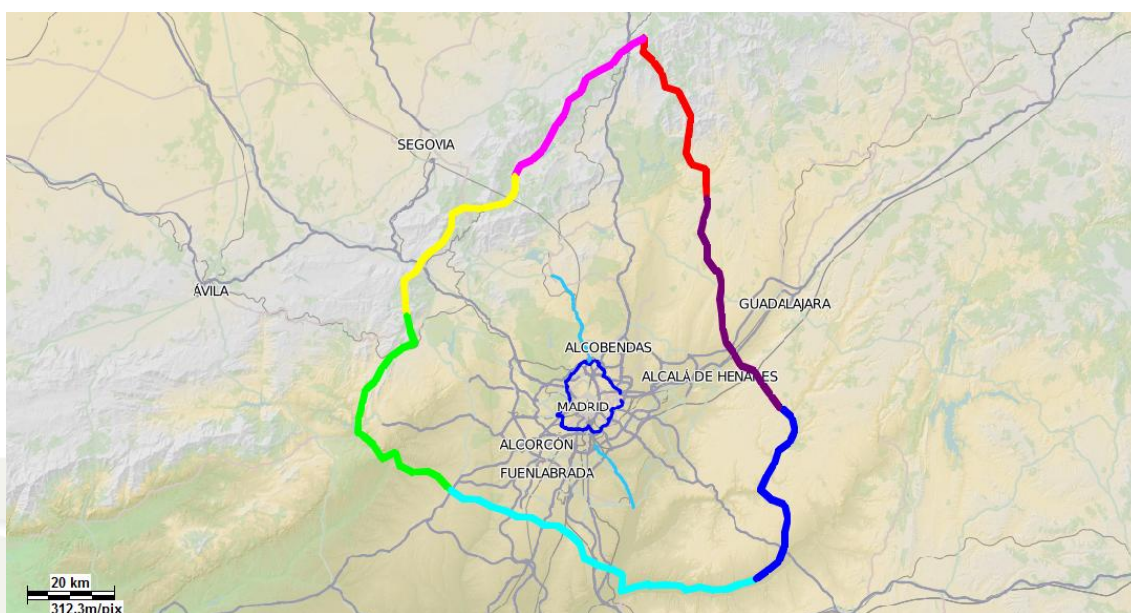 SEGOVIA
ÁVILA
GUADALAJARA
ALCOBENDAS
ALCALÁ DE HENARES
MADRID
ALCORCÓN
FUENLABRADA
20 km
312.3m/pix